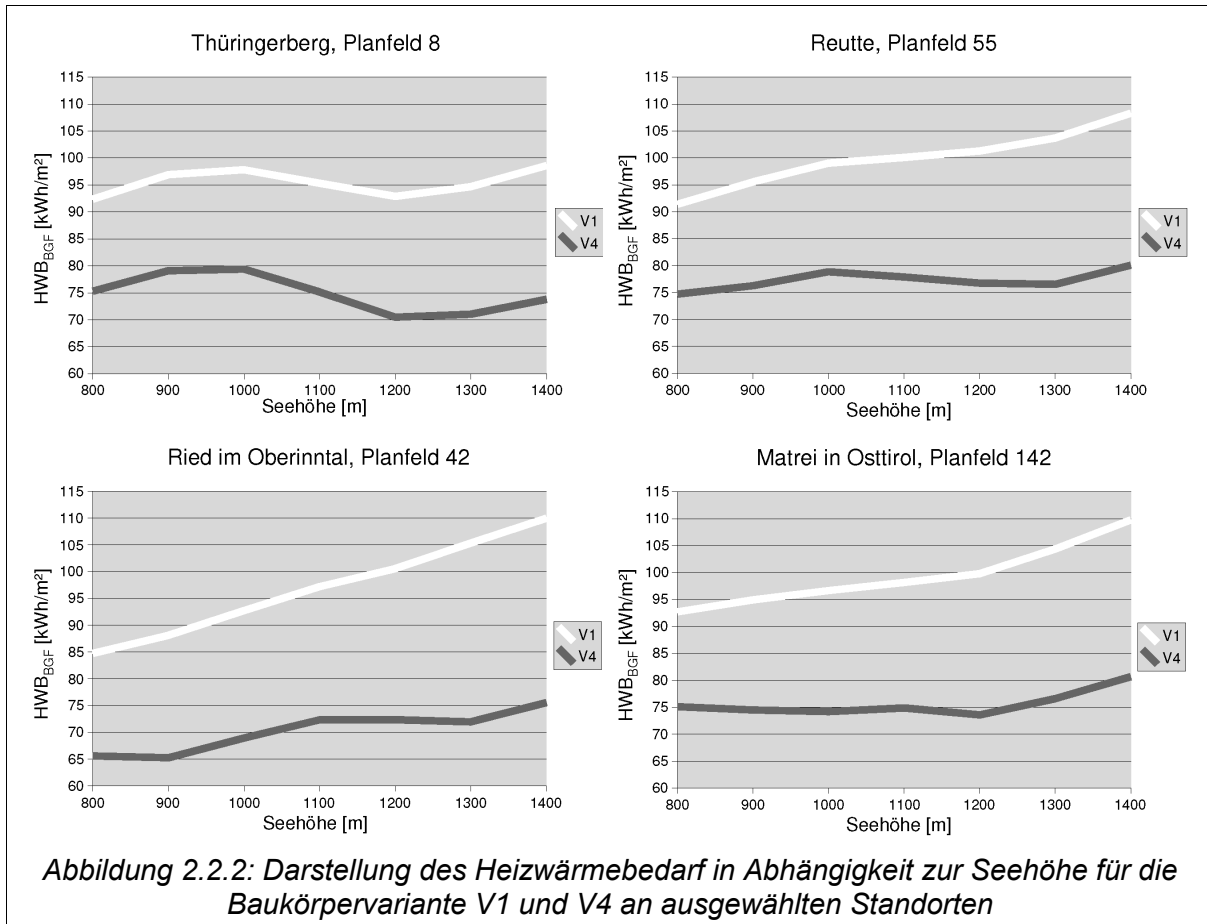 Thüringerberg, Planfeld 8
HWB_BGF [kWh/m²]
115
110
105
100
95
90
85
80
75
70
65
60
800 900 1000 1100 1200 1300 1400
Seehöhe [m]
V1
V4
Reutte, Planfeld 55
HWB_BGF [kWh/m²]
115
110
105
100
95
90
85
80
75
70
65
60
800 900 1000 1100 1200 1300 1400
Seehöhe [m]
V1
V4
Ried im Oberinntal, Planfeld 42
HWB_BGF [kWh/m²]
115
110
105
100
95
90
85
80
75
70
65
60
800 900 1000 1100 1200 1300 1400
Seehöhe [m]
V1
V4
Matrei in Osttirol, Planfeld 142
HWB_BGF [kWh/m²]
115
110
105
100
95
90
85
80
75
70
65
60
800 900 1000 1100 1200 1300 1400
Seehöhe [m]
V1
V4
Abbildung 2.2.2: Darstellung des Heizwärmebedarf in Abhängigkeit zur Seehöhe für die
Baukörpervariante V1 und V4 an ausgewählten Standorten